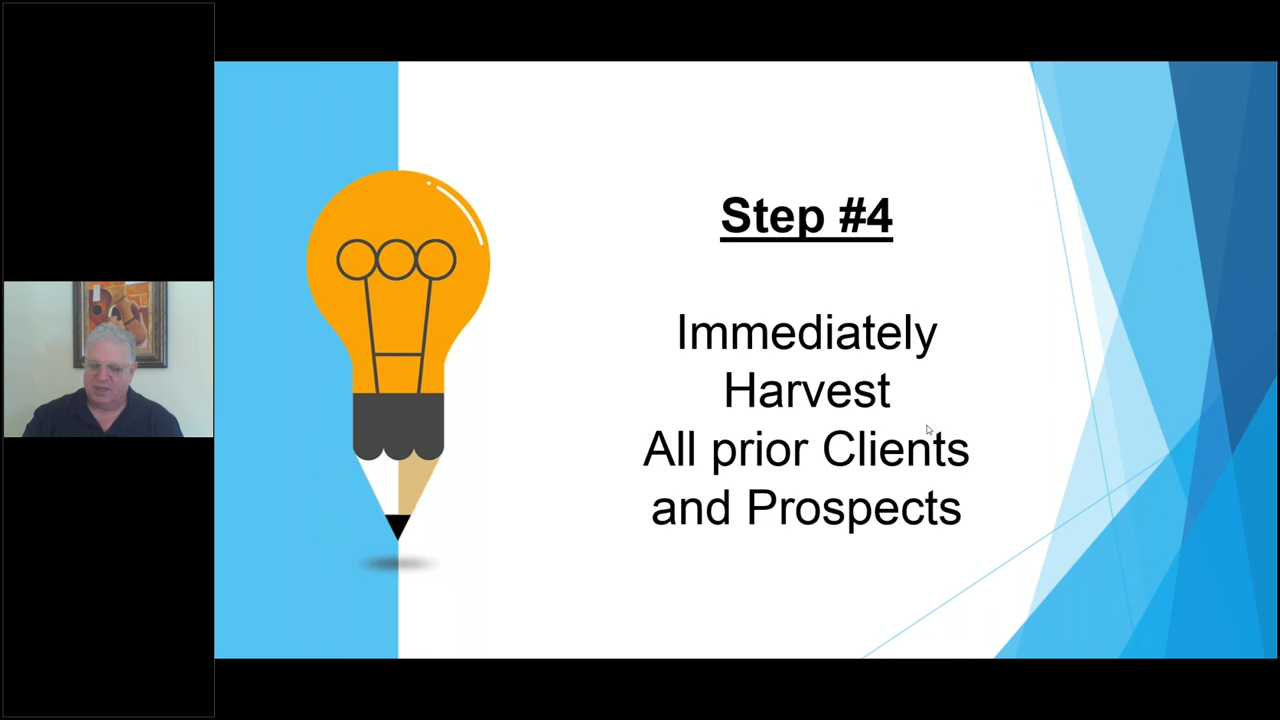 Step #4
Immediately
Harvest
All prior Clients
and Prospects